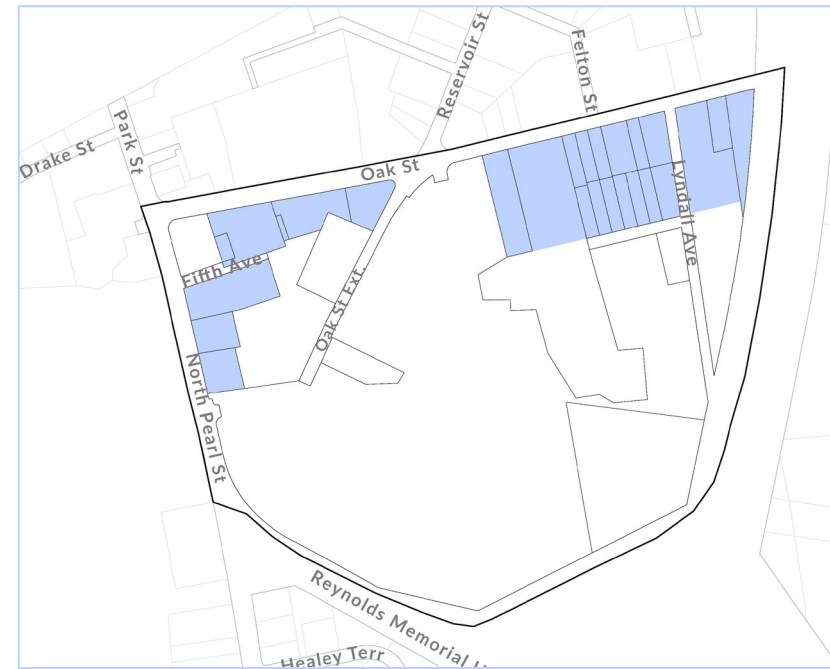 Reservoir St
Felton St
Park St
Drake St
Oak St
Lyndall Ave
Fifth Ave
Oak St Ext.
North Pearl St
Reynolds Memorial
Healey Terr